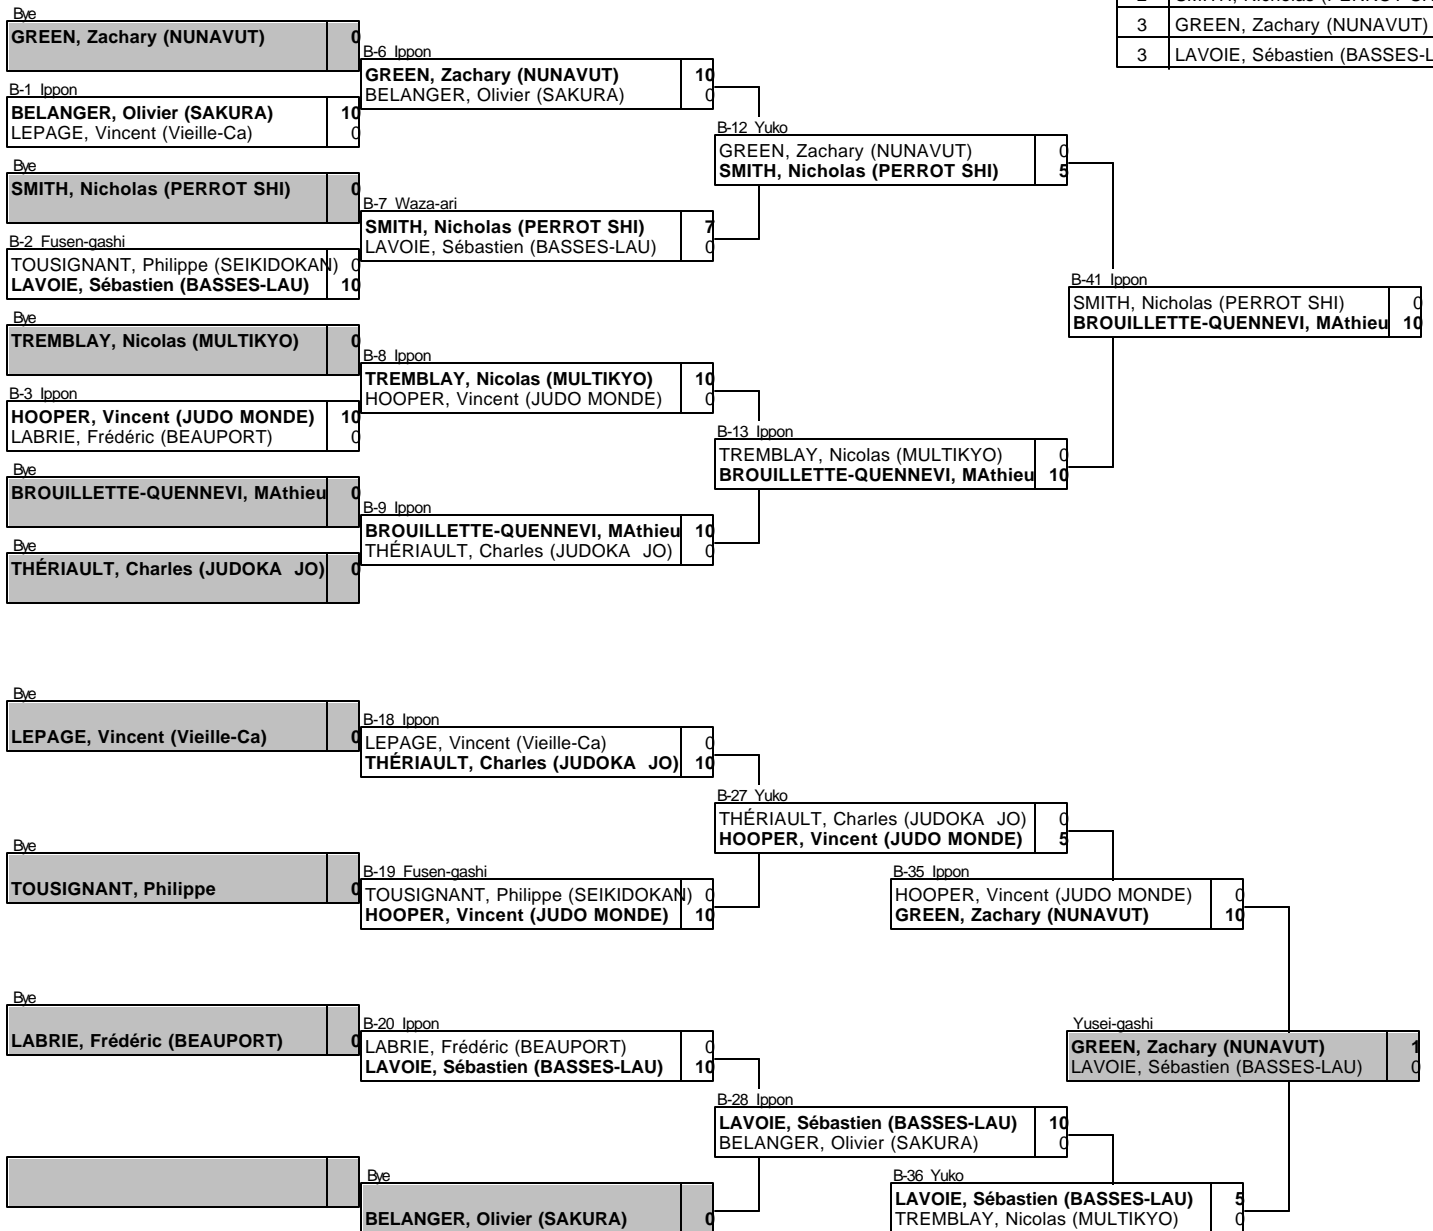 Bye
GREEN, Zachary (NUNAVUT) 0
B-1 Ippon
BELANGER, Olivier (SAKURA) 10
LEPAGE, Vincent (Vieille-Ca) 0
Bye
SMITH, Nicholas (PERROT SHI) 0
B-2 Fusen-gashi
TOUSIGNANT, Philippe (SEIKIDOKAN) 0
LAVOIE, Sébastien (BASSES-LAU) 10
Bye
TREMBLAY, Nicolas (MULTIKYO) 0
B-3 Ippon
HOOPER, Vincent (JUDO MONDE) 10
LABRIE, Frédéric (BEAUPORT) 0
Bye
BROUILLETTE-QUENNEVI, MAthieu 0
Bye
THÉRIAULT, Charles (JUDOKA JO) 0
B-6 Ippon
GREEN, Zachary (NUNAVUT) 10
BELANGER, Olivier (SAKURA) 0
B-7 Waza-ari
SMITH, Nicholas (PERROT SHI) 7
LAVOIE, Sébastien (BASSES-LAU) 0
B-8 Ippon
TREMBLAY, Nicolas (MULTIKYO) 10
HOOPER, Vincent (JUDO MONDE) 0
B-9 Ippon
BROUILLETTE-QUENNEVI, MAthieu 10
THÉRIAULT, Charles (JUDOKA JO) 0
B-12 Yuko
GREEN, Zachary (NUNAVUT) 0
SMITH, Nicholas (PERROT SHI) 5
B-13 Ippon
TREMBLAY, Nicolas (MULTIKYO) 0
BROUILLETTE-QUENNEVI, MAthieu 10
B-41 Ippon
SMITH, Nicholas (PERROT SHI) 0
BROUILLETTE-QUENNEVI, MAthieu 10
3 GREEN, Zachary (NUNAVUT)
3 LAVOIE, Sébastien (BASSES-L
Bye
LEPAGE, Vincent (Vieille-Ca) 0
Bye
TOUSIGNANT, Philippe 0
Bye
LABRIE, Frédéric (BEAUPORT) 0
B-18 Ippon
LEPAGE, Vincent (Vieille-Ca) 0
THÉRIAULT, Charles (JUDOKA JO) 10
B-19 Fusen-gashi
TOUSIGNANT, Philippe (SEIKIDOKAN) 0
HOOPER, Vincent (JUDO MONDE) 10
B-20 Ippon
LABRIE, Frédéric (BEAUPORT) 0
LAVOIE, Sébastien (BASSES-LAU) 10
Bye
BELANGER, Olivier (SAKURA) 0
B-27 Yuko
THÉRIAULT, Charles (JUDOKA JO) 0
HOOPER, Vincent (JUDO MONDE) 5
B-28 Ippon
LAVOIE, Sébastien (BASSES-LAU) 10
BELANGER, Olivier (SAKURA) 0
B-35 Ippon
HOOPER, Vincent (JUDO MONDE) 0
GREEN, Zachary (NUNAVUT) 10
B-36 Yuko
LAVOIE, Sébastien (BASSES-LAU) 5
TREMBLAY, Nicolas (MULTIKYO) 0
Yusei-gashi
GREEN, Zachary (NUNAVUT) 1
LAVOIE, Sébastien (BASSES-LAU) 0